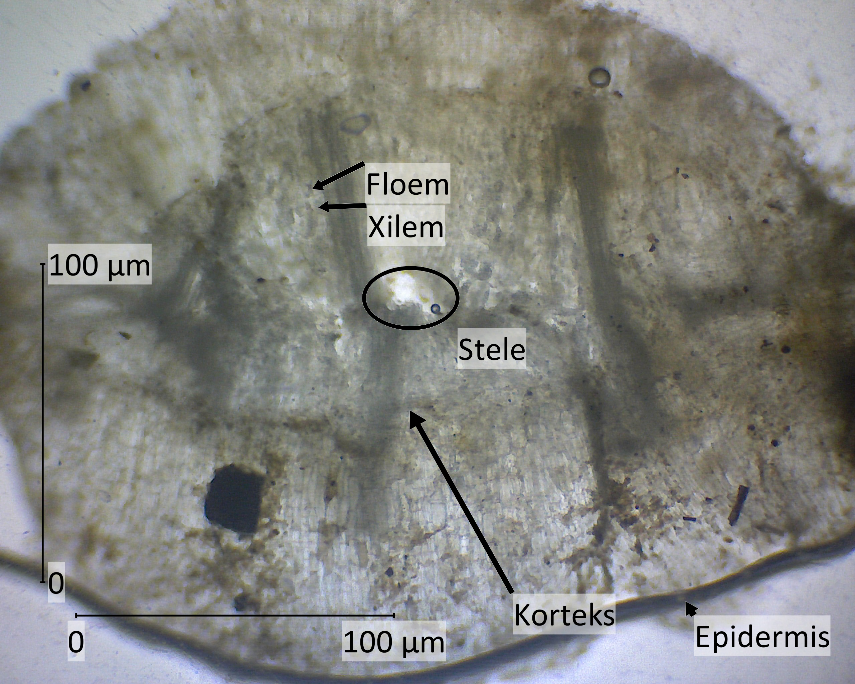 Floem
Xilem
100 µm
Stele
0
Korteks
0
100 µm
Epidermis